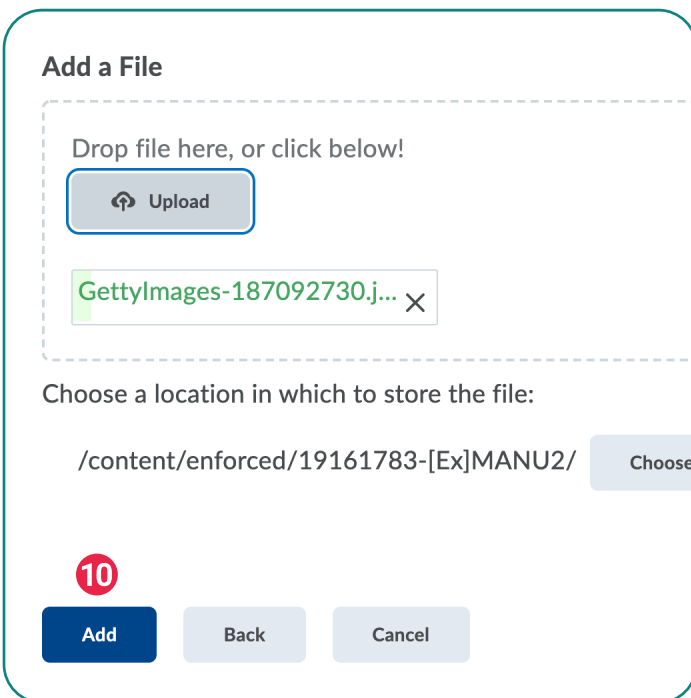 Add a File
Drop file here, or click below!
Upload
GettyImages-187092730.j...
Choose a location in which to store the file:
/content/enforced/19161783-[Ex]MANU2/ Choose
10
Add Back Cancel